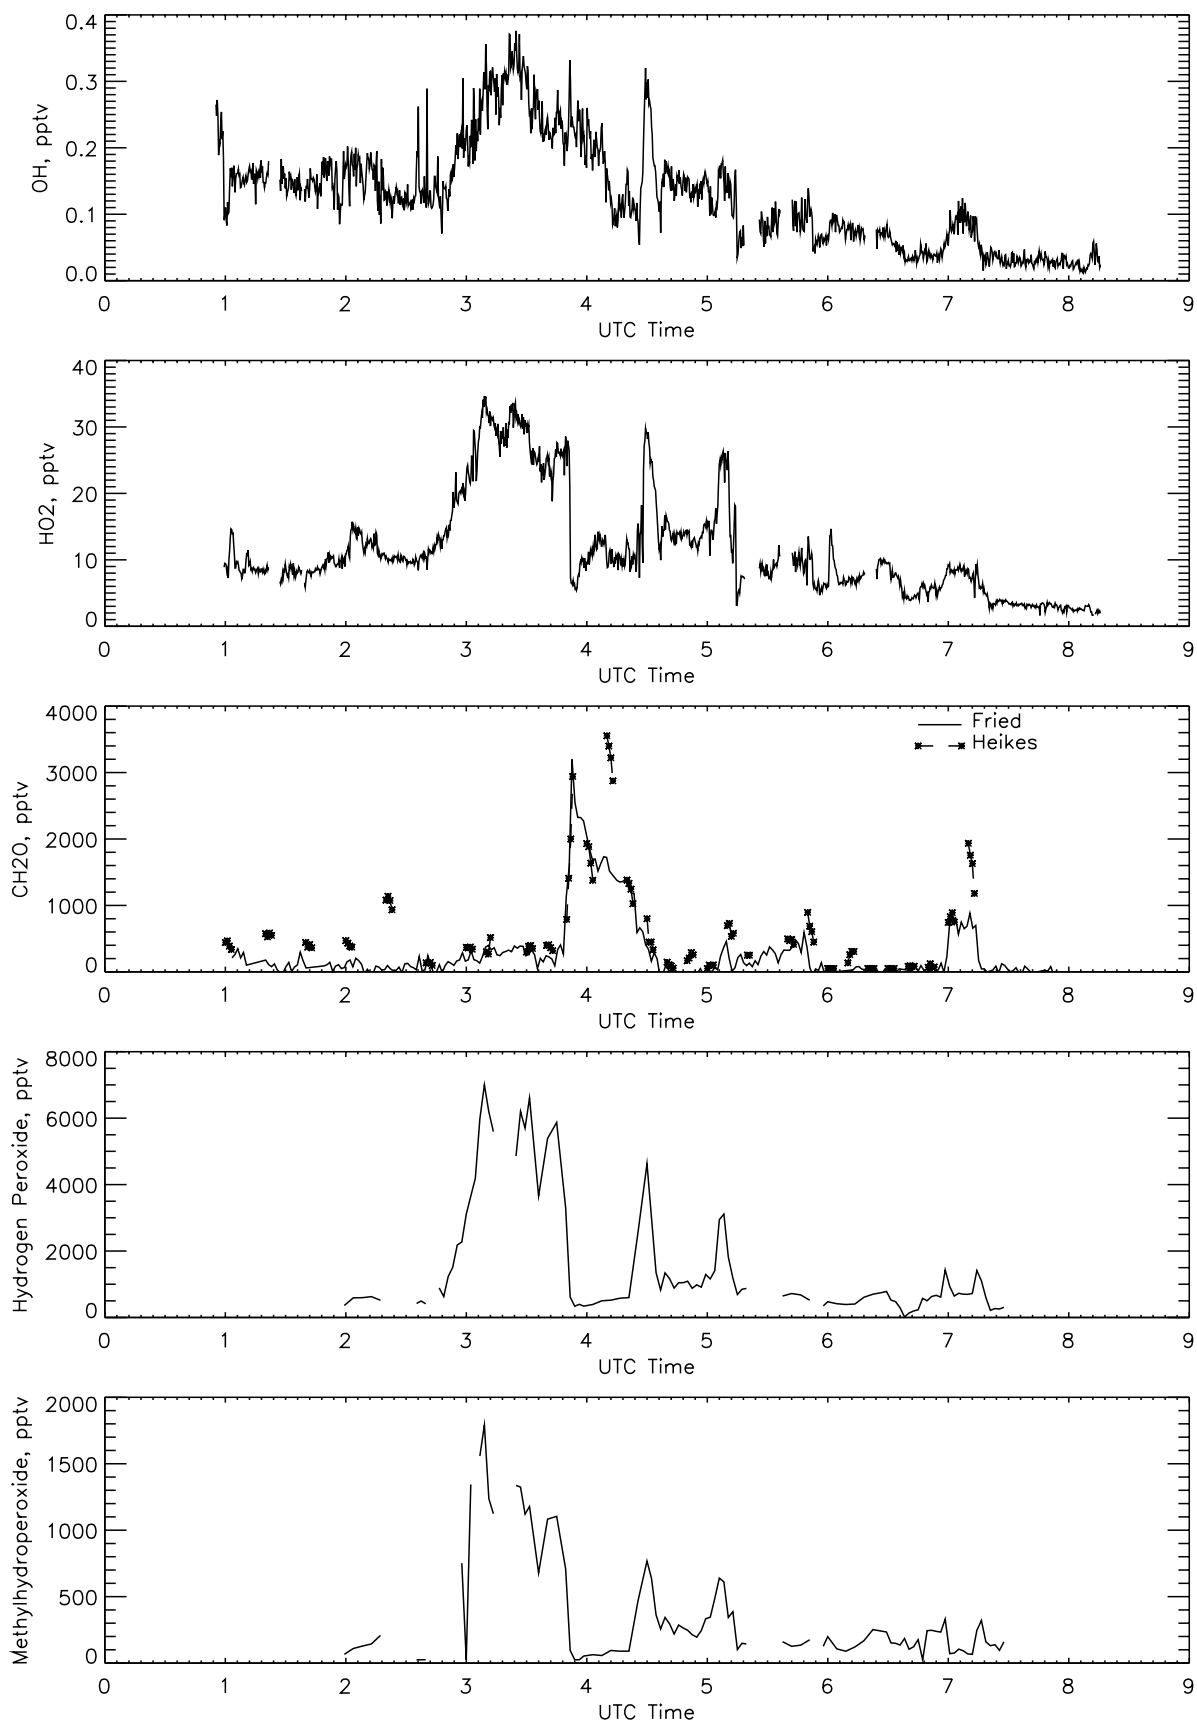 OH, pptv
0.4
0.3
0.2
0.1
0.0
0 1 2 3 4 5 6 7 8 9
UTC Time
HO2, pptv
40
30
20
10
0
0 1 2 3 4 5 6 7 8 9
UTC Time
CH2O, pptv
4000
3000
2000
1000
0
Fried
Heikes
0 1 2 3 4 5 6 7 8 9
UTC Time
Hydrogen Peroxide, pptv
8000
6000
4000
2000
0
0 1 2 3 4 5 6 7 8 9
UTC Time
Methylhydroperoxide, pptv
2000
1500
1000
500
0
0 1 2 3 4 5 6 7 8 9
UTC Time